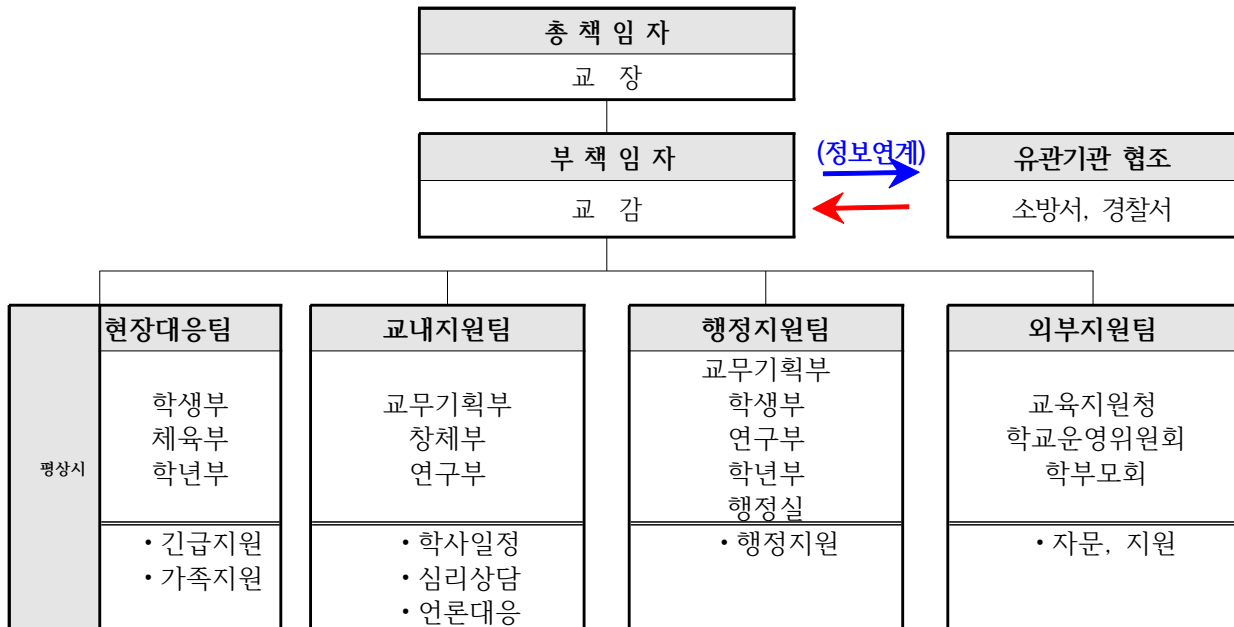 총 책 임 자
교 장
부 책 임 자
교 감
(정보연계)
유관기관 협조
소방서, 경찰서
평상시
현장대응팀
학생부
체육부
학년부
•긴급지원
•가족지원
교내지원팀
교무기획부
창체부
연구부
•학사일정
•심리상담
•언론대응
행정지원팀
교무기획부
학생부
연구부
학년부
행정실
•행정지원
외부지원팀
교육지원청
학교운영위원회
학부모회
•자문, 지원